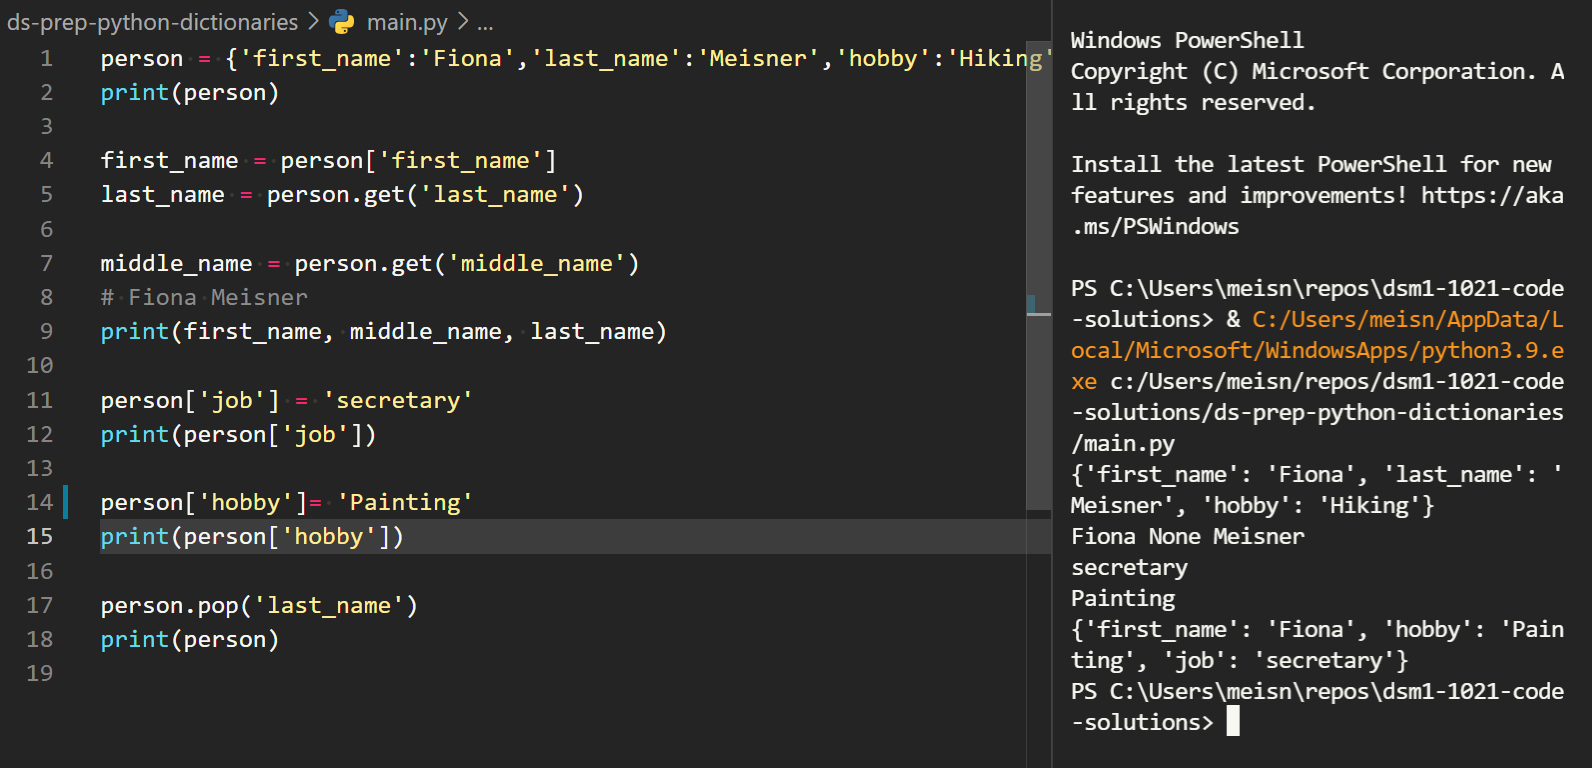 ds-prep-python-dictionaries > main.py > ...
1 person = {'first_name':'Fiona','last_name':'Meisner','hobby':'Hiking'
2 print(person)
3
4 first_name = person['first_name']
5 last_name = person.get('last_name')
6
7 middle_name = person.get('middle_name')
8 # Fiona Meisner
9 print(first_name, middle_name, last_name)
10
11 person['job'] = 'secretary'
12 print(person['job'])
13
14 person['hobby']= 'Painting'
15 print(person['hobby'])
16
17 person.pop('last_name')
18 print(person)
19
Windows PowerShell
Copyright (C) Microsoft Corporation. A
ll rights reserved.
Install the latest PowerShell for new
features and improvements! https://aka
.ms/PSWindows
PS C:\Users\meisn\repos\dsm1-1021-code
-solutions> & C:/Users/meisn/AppData/L
ocal/Microsoft/WindowsApps/python3.9.e
xe c:/Users/meisn/repos/dsm1-1021-code
-solutions/ds-prep-python-dictionaries
/main.py
{'first_name': 'Fiona', 'last_name': '
Meisner', 'hobby': 'Hiking'}
Fiona None Meisner
secretary
Painting
{'first_name': 'Fiona', 'hobby': 'Pain
ting', 'job': 'secretary'}
PS C:\Users\meisn\repos\dsm1-1021-code
-solutions>